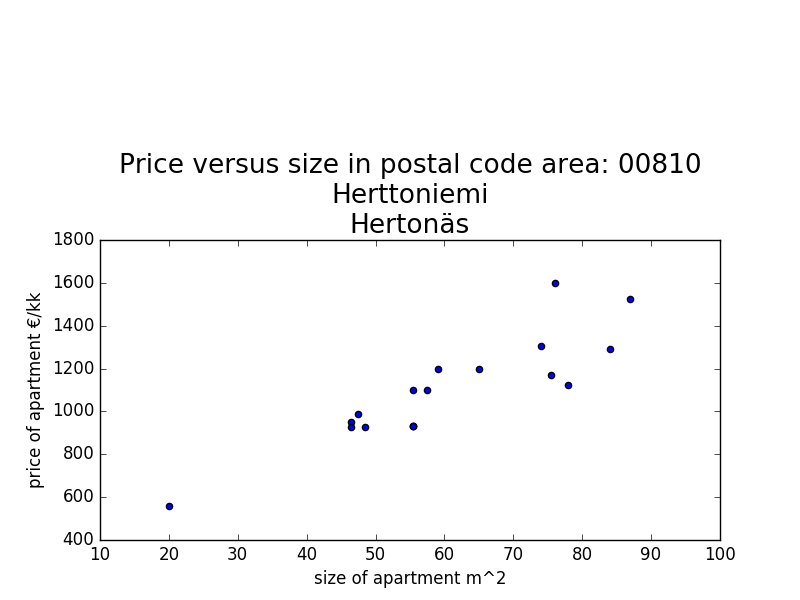 Price versus size in postal code area: 00810
Herttoniemi
Hertonäs
1800
1600
1400
1200
1000
800
600
400
price of apartment €/kk
10 20 30 40 50 60 70 80 90 100
size of apartment m^2